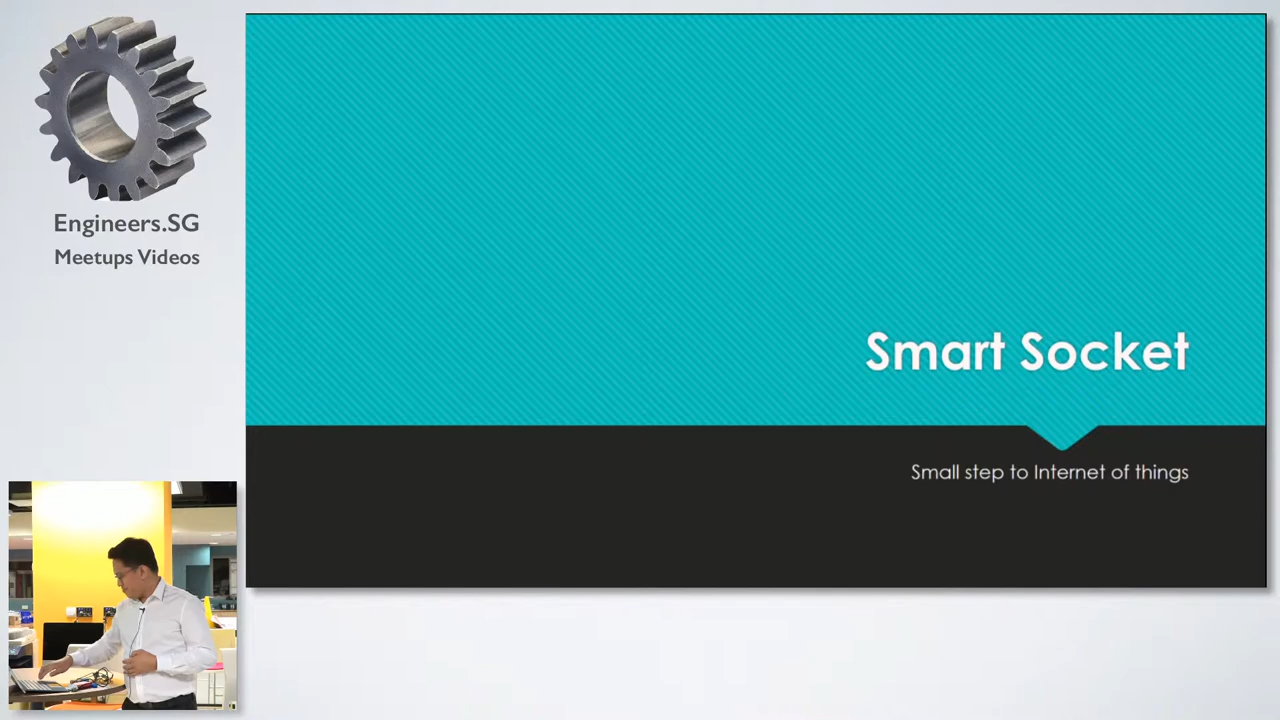 Engineers.SG
Meetups Videos
Smart Socket
Small step to Internet of things